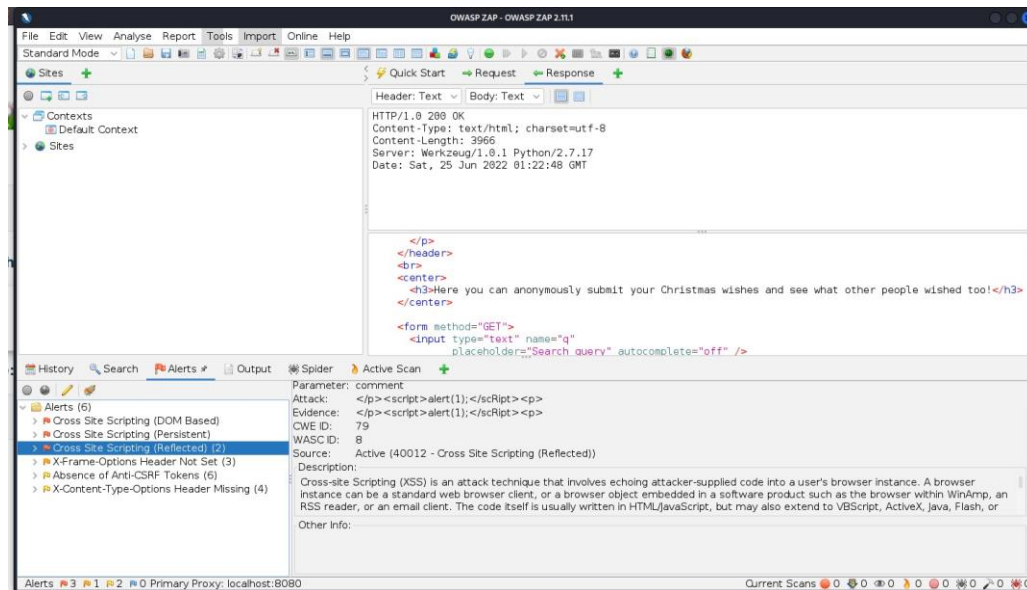 OWASP ZAP - OWASP ZAP 2.11.1
File Edit View Analyse Report Tools Import Online Help
Standard Mode
Sites
Quick Start Request Response
Header: Text Body: Text
Contexts
Default Context
Sites
HTTP/1.0 200 OK
Content-Type: text/html; charset=utf-8
Content-Length: 3966
Server: Werkzeug/1.0.1 Python/2.7.17
Date: Sat, 25 Jun 2022 01:22:48 GMT
</p>
</header>
<br>
<center>
<h3>Here you can anonymously submit your Christmas wishes and see what other people wished too!</h3>
</center>
<form method="GET">
<input type="text" name="q"
placeholder="Search query" autocomplete="off" />
History Search Alerts Output Spider Active Scan
Alerts (6)
Cross Site Scripting (DOM Based)
Cross Site Scripting (Persistent)
Cross Site Scripting (Reflected) (2)
X-Frame-Options Header Not Set (3)
Absence of Anti-CSRF Tokens (6)
X-Content-Type-Options Header Missing (4)
Parameter: comment
Attack: </p><script>alert(1);</scRipt><p>
Evidence: </p><script>alert(1);</scRipt><p>
CWE ID: 79
WASC ID: 8
Source: Active (40012 - Cross Site Scripting (Reflected))
Description:
Cross-site Scripting (XSS) is an attack technique that involves echoing attacker-supplied code into a user's browser instance. A browser
instance can be a standard web browser client, or a browser object embedded in a software product such as the browser within WinAmp, an
RSS reader, or an email client. The code itself is usually written in HTML/JavaScript, but may also extend to VBScript, ActiveX, Java, Flash, or
Other Info:
Alerts 3 1 2 0 Primary Proxy: localhost:8080
Current Scans 0 0 0 0 0 0 0